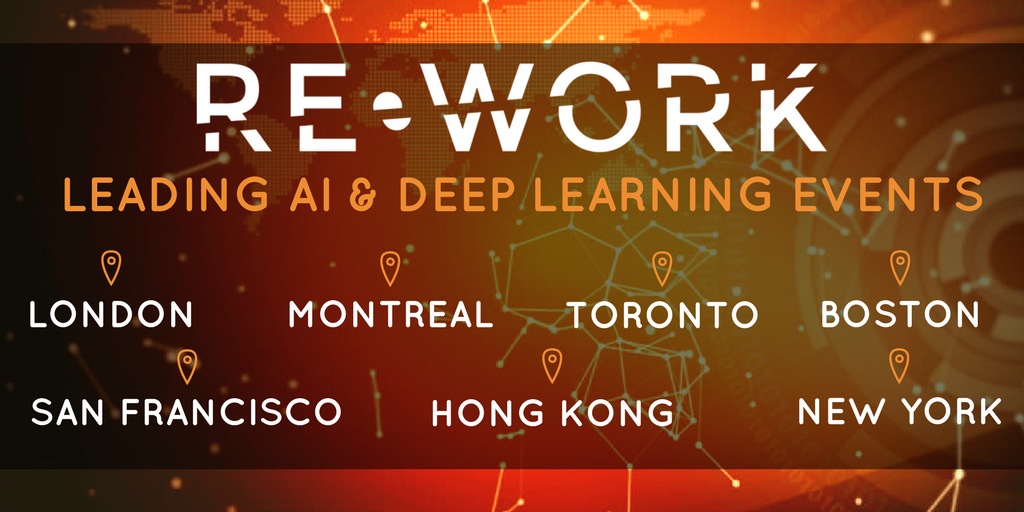 RE•WORK
LEADING AI & DEEP LEARNING EVENTS
LONDON MONTREAL TORONTO BOSTON
SAN FRANCISCO HONG KONG NEW YORK